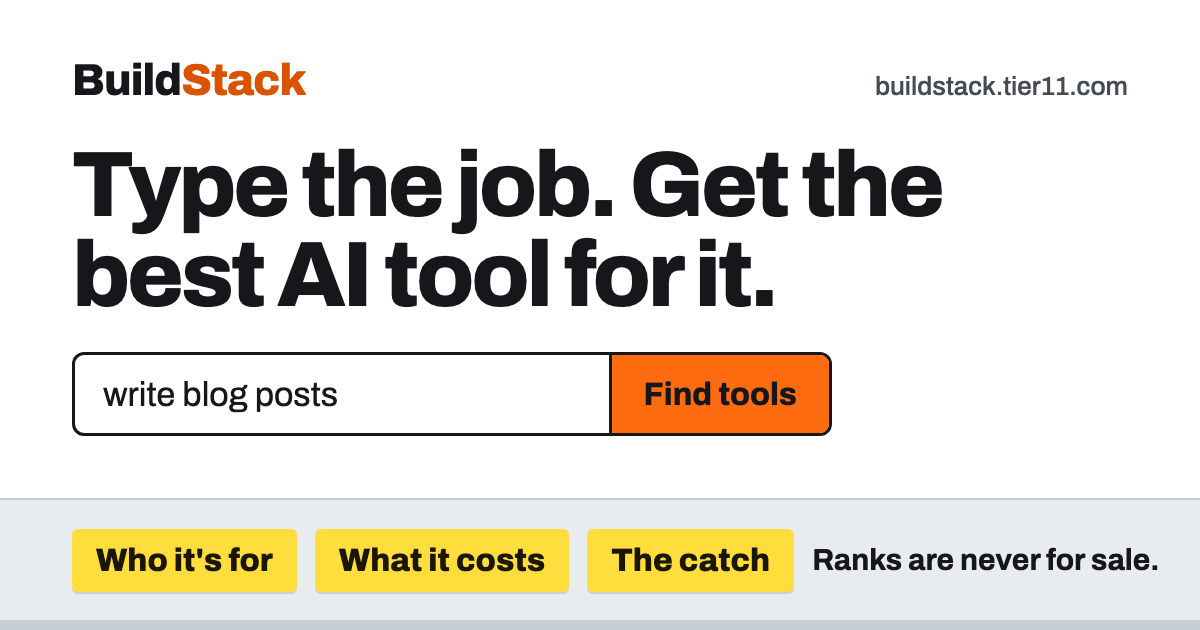 BuildStack
buildstack.tier11.com
Type the job. Get the
best AI tool for it.
write blog posts
Find tools
Who it's for
What it costs
The catch
Ranks are never for sale.